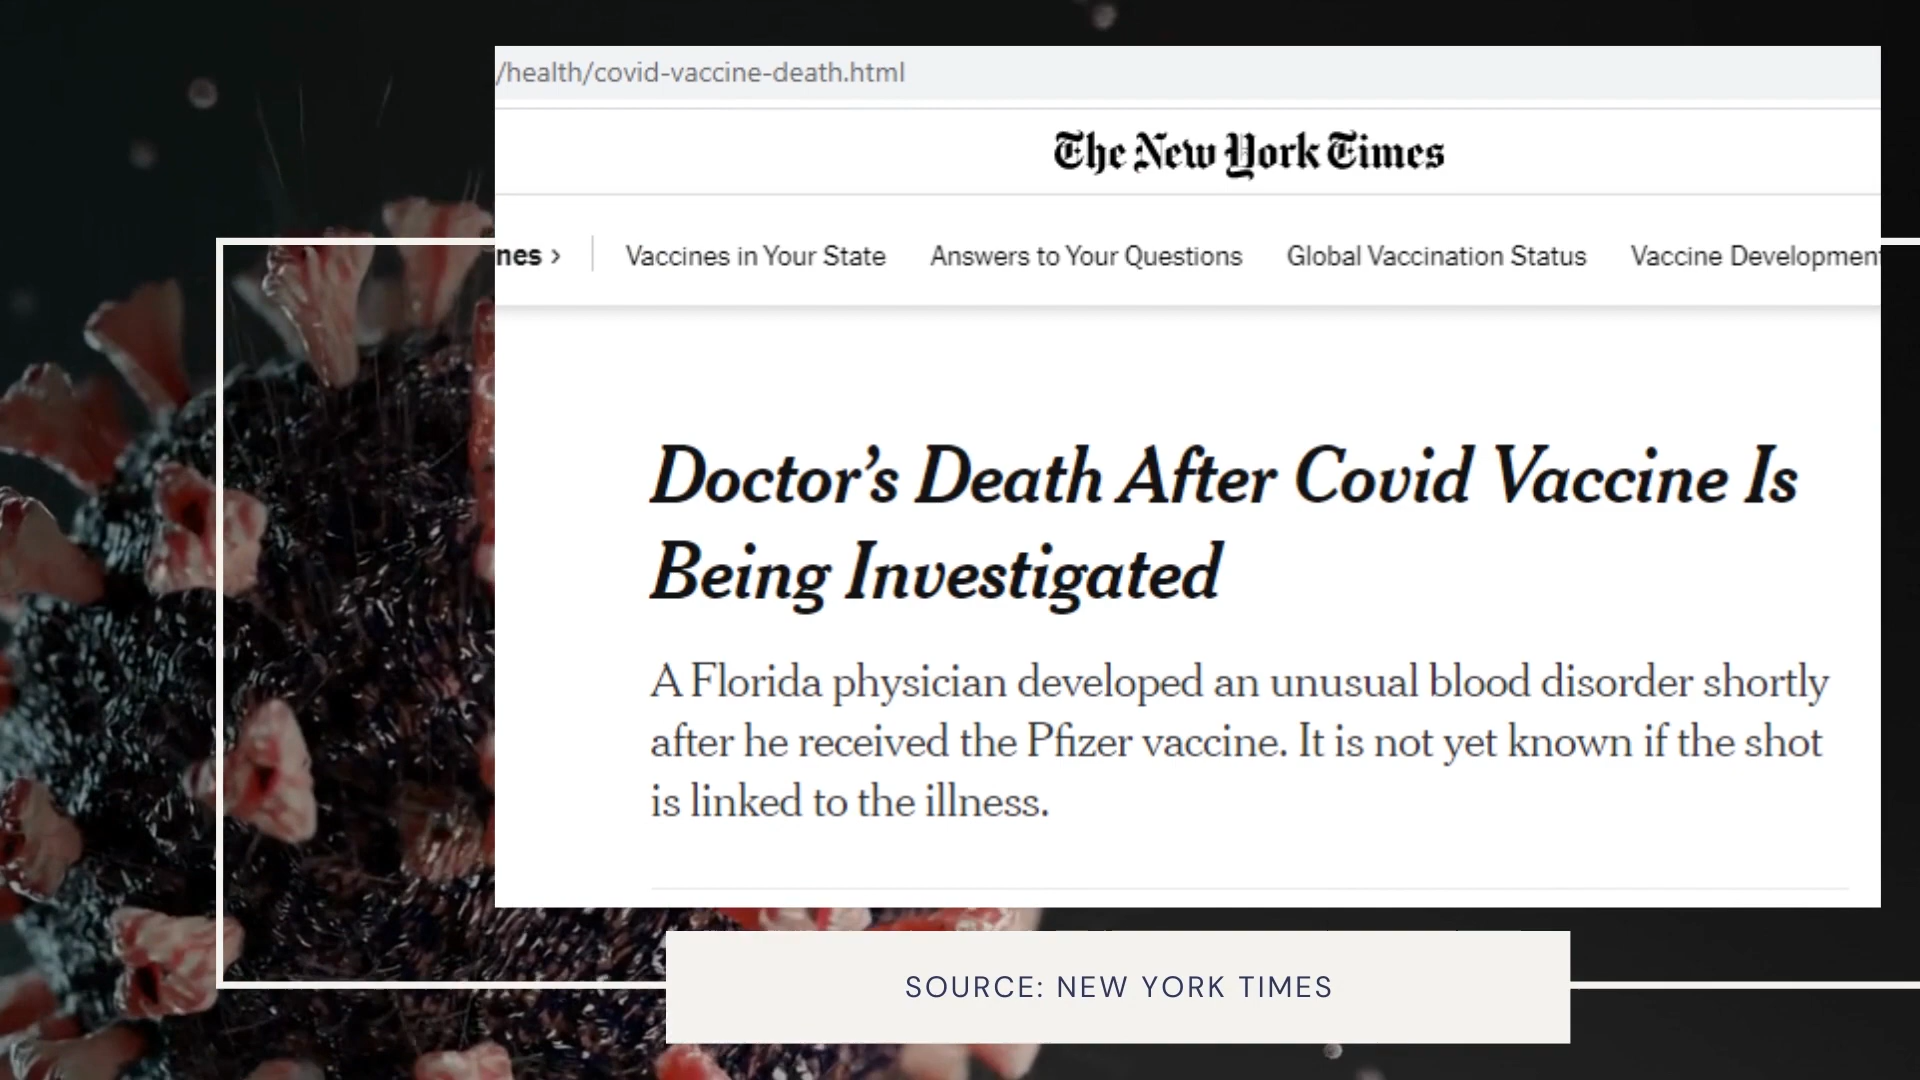 /health/covid-vaccine-death.html
The New York Times
nes › Vaccines in Your State Answers to Your Questions Global Vaccination Status Vaccine Development
Doctor's Death After Covid Vaccine Is
Being Investigated
A Florida physician developed an unusual blood disorder shortly
after he received the Pfizer vaccine. It is not yet known if the shot
is linked to the illness.
SOURCE: NEW YORK TIMES